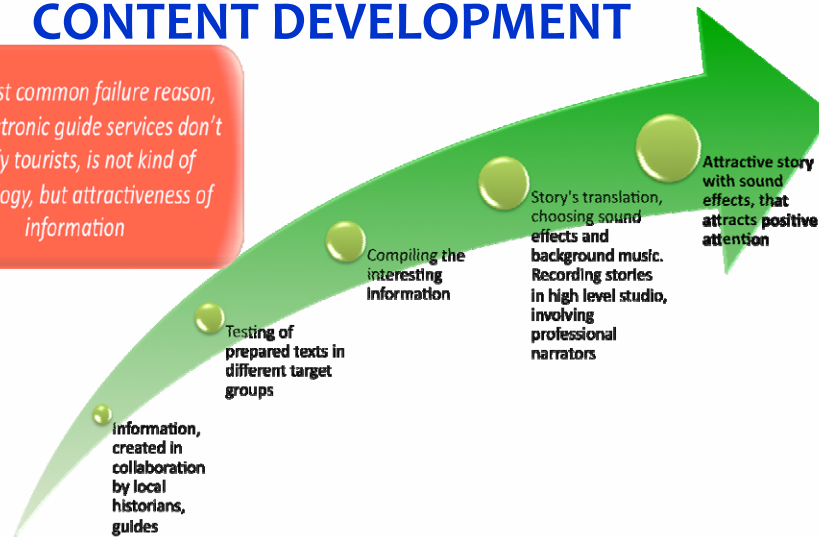 CONTENT DEVELOPMENT
st common failure reason,
tronic guide services don't
y tourists, is not kind of
ogy, but attractiveness of
information
Attractive story
with sound
effects, that
attracts positive
attention
Story's translation,
choosing sound
effects and
background music.
Recording stories
in high level studio,
involving
professional
narrators
Compiling the
interesting
information
Testing of
prepared texts in
different target
groups
Information,
created in
collaboration
by local
historians,
guides